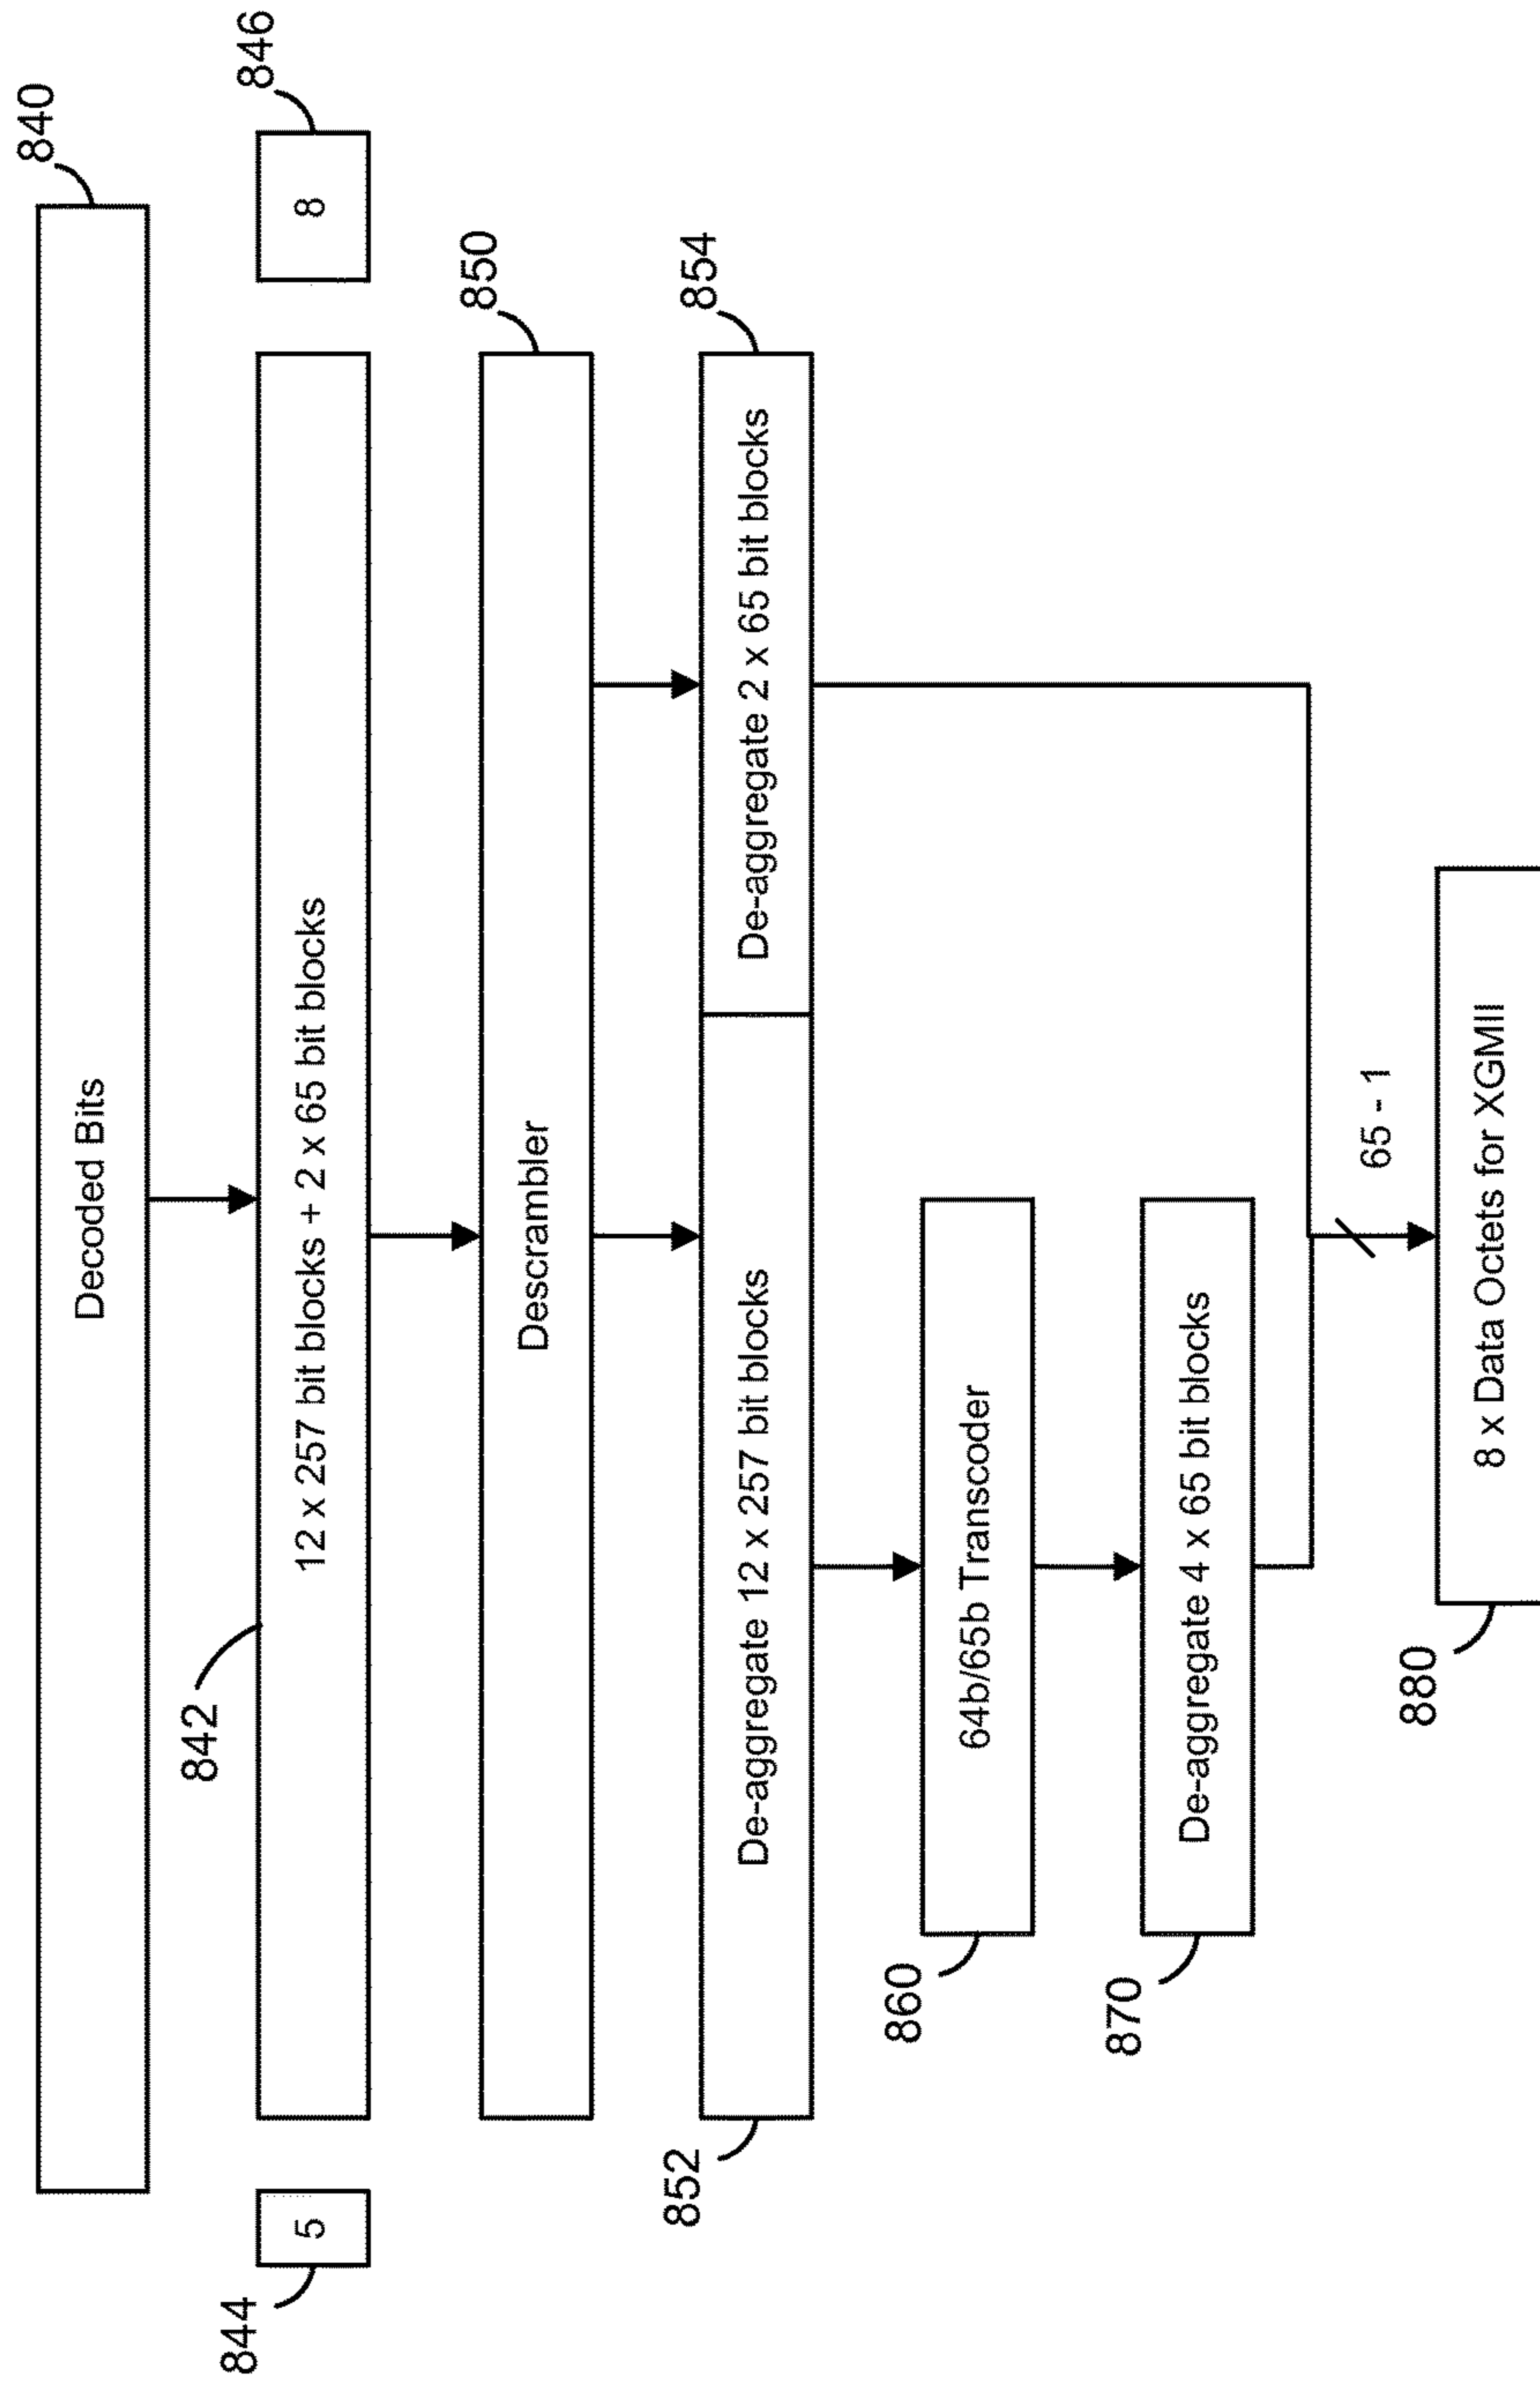 840
Decoded Bits
842
844
5
12 x 257 bit blocks + 2 x 65 bit blocks
8
846
850
Descrambler
852
De-aggregate 12 x 257 bit blocks
De-aggregate 2 x 65 bit blocks
854
860
64b/65b Transcoder
870
De-aggregate 4 x 65 bit blocks
65 - 1
880
8 x Data Octets for XGMII